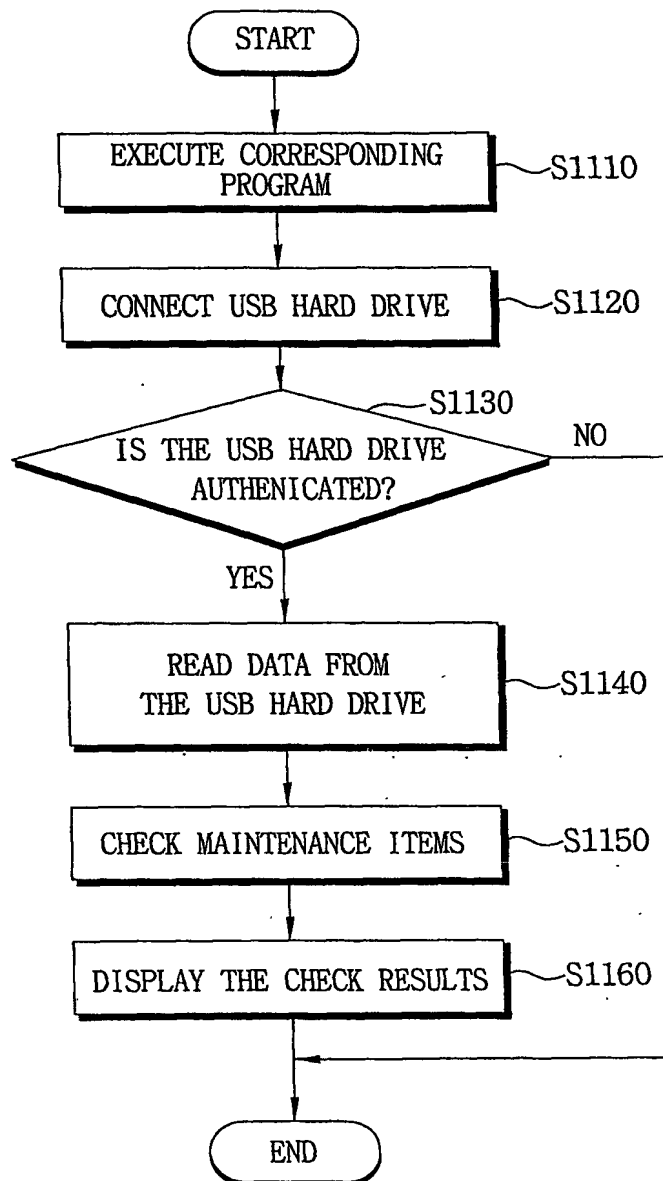 START
EXECUTE CORRESPONDING
PROGRAM
S1110
CONNECT USB HARD DRIVE
S1120
S1130
IS THE USB HARD DRIVE
AUTHENICATED?
NO
YES
READ DATA FROM
THE USB HARD DRIVE
S1140
CHECK MAINTENANCE ITEMS
S1150
DISPLAY THE CHECK RESULTS
S1160
END